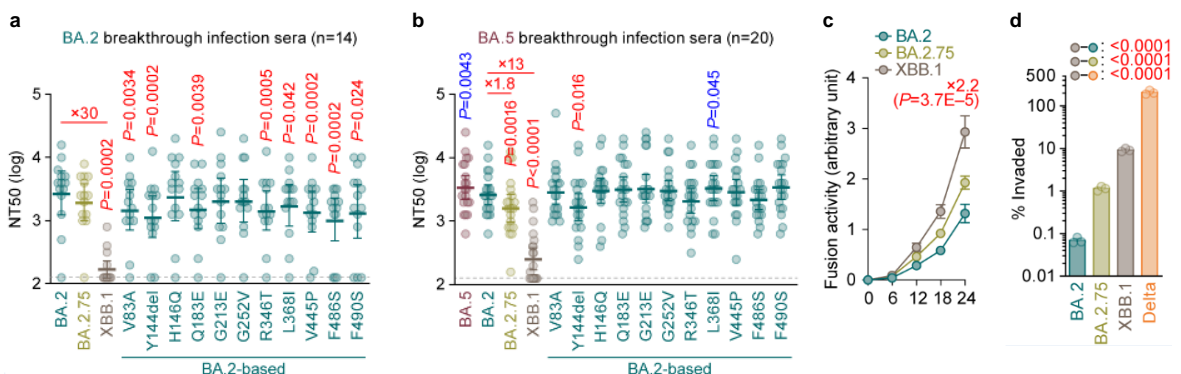 a
BA.2 breakthrough infection sera (n=14)
×30
P=0.0002
P=0.0034
P=0.0002
P=0.0039
P=0.0005
P=0.042
P=0.0002
P=0.0002
P=0.024
NT50 (log)
5
4
3
2
BA.2
BA.2.75
XBB.1
V83A
Y144del
H146Q
Q183E
G213E
G252V
R346T
L368I
V445P
F486S
F490S
BA.2-based
b
BA.5 breakthrough infection sera (n=20)
P=0.0043
×13
×1.8
P=0.0016
P<0.0001
P=0.016
P=0.045
NT50 (log)
5
4
3
2
BA.5
BA.2
BA.2.75
XBB.1
V83A
Y144del
H146Q
Q183E
G213E
G252V
R346T
L368I
V445P
F486S
F490S
BA.2-based
c
BA.2
BA.2.75
XBB.1
×2.2
(P=3.7E–5)
Fusion activity (arbitrary unit)
4
3
2
1
0
0 6 12 18 24
d
: <0.0001
: <0.0001
: <0.0001
% Invaded
500
100
10
1
0.1
0.01
BA.2
BA.2.75
XBB.1
Delta